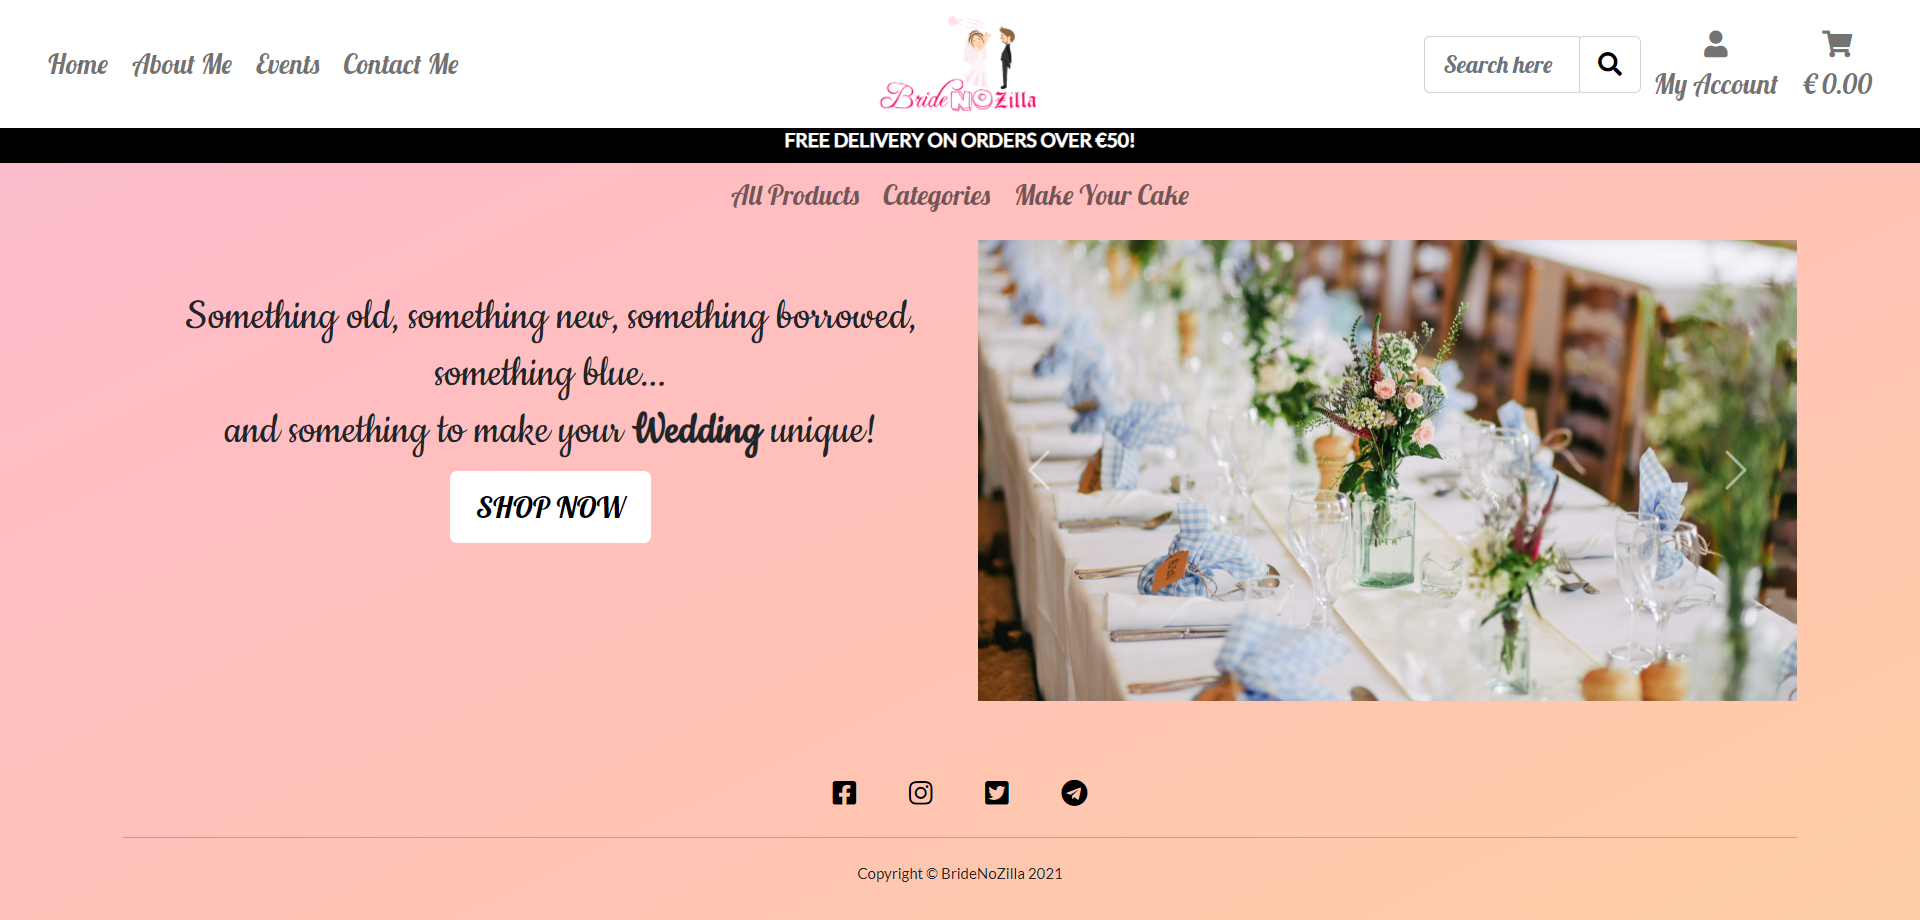 Home About Me Events Contact Me
BrideNOZilla
Search here
My Account € 0.00
FREE DELIVERY ON ORDERS OVER €50!
All Products Categories Make Your Cake
Something old, something new, something borrowed,
something blue...
and something to make your Wedding unique!
SHOP NOW
Copyright © BrideNoZilla 2021